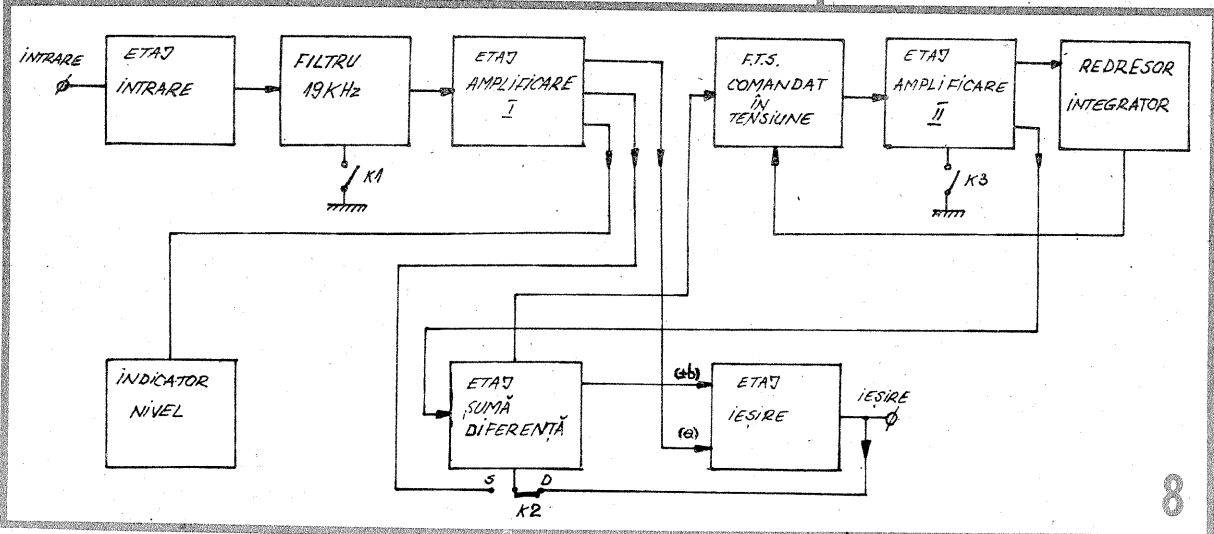 INTRARE
ETAJ
INTRARE
FILTRU
19KHz
K1
ETAJ
AMPLIFICARE
I
F.T.S.
COMANDAT
ÎN
TENSIUNE
ETAJ
AMPLIFICARE
II
K3
REDRESOR
INTEGRATOR
INDICATOR
NIVEL
ETAJ
SUMĂ
DIFERENȚĂ
S
D
K2
(±b)
(a)
ETAJ
IEȘIRE
IEȘIRE
8